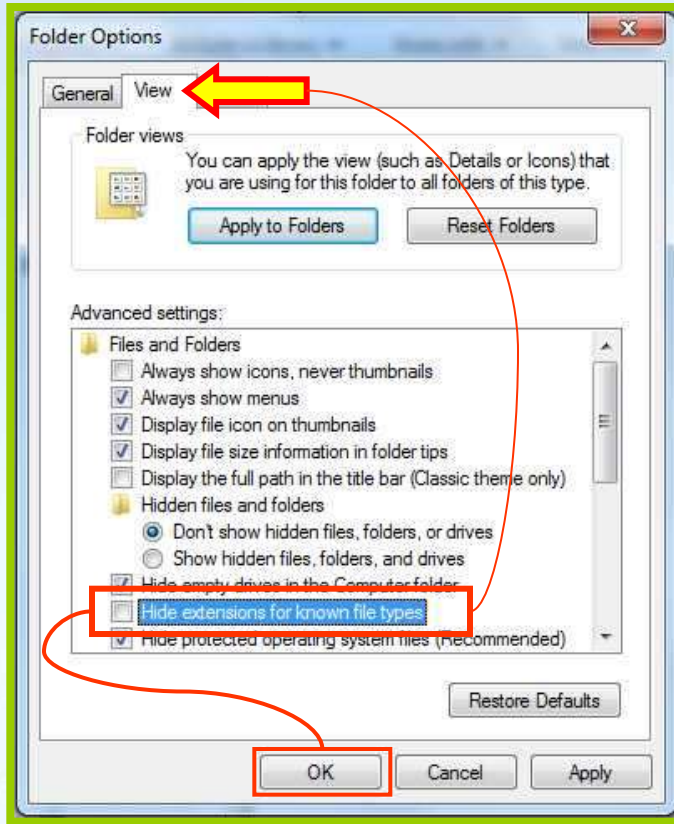 Folder Options
General View
Folder views
You can apply the view (such as Details or Icons) that
you are using for this folder to all folders of this type.
Apply to Folders Reset Folders
Advanced settings:
Files and Folders
Always show icons, never thumbnails
Always show menus
Display file icon on thumbnails
Display file size information in folder tips
Display the full path in the title bar (Classic theme only)
Hidden files and folders
Don't show hidden files, folders, or drives
Show hidden files, folders, and drives
Hide empty drives in the Computer folder
Hide extensions for known file types
Hide protected operating system files (Recommended)
Restore Defaults
OK Cancel Apply